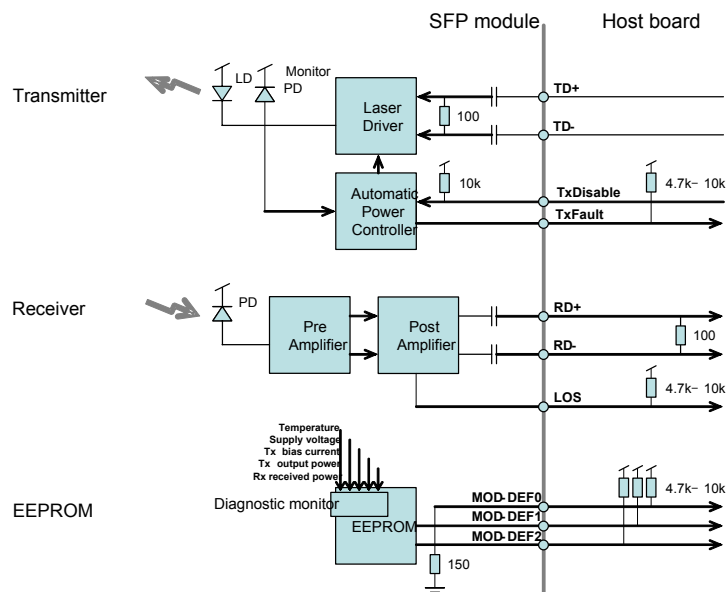 SFP module
Host board
Transmitter
LD
Monitor
PD
Laser
Driver
100
TD+
TD-
10k
4.7k– 10k
Automatic
Power
Controller
TxDisable
TxFault
Receiver
PD
Pre
Amplifier
Post
Amplifier
RD+
RD-
100
LOS
4.7k– 10k
Temperature
Supply voltage
Tx bias current
Tx output power
Rx received power
EEPROM
Diagnostic monitor
EEPROM
MOD-DEF0
MOD-DEF1
MOD-DEF2
4.7k– 10k
150